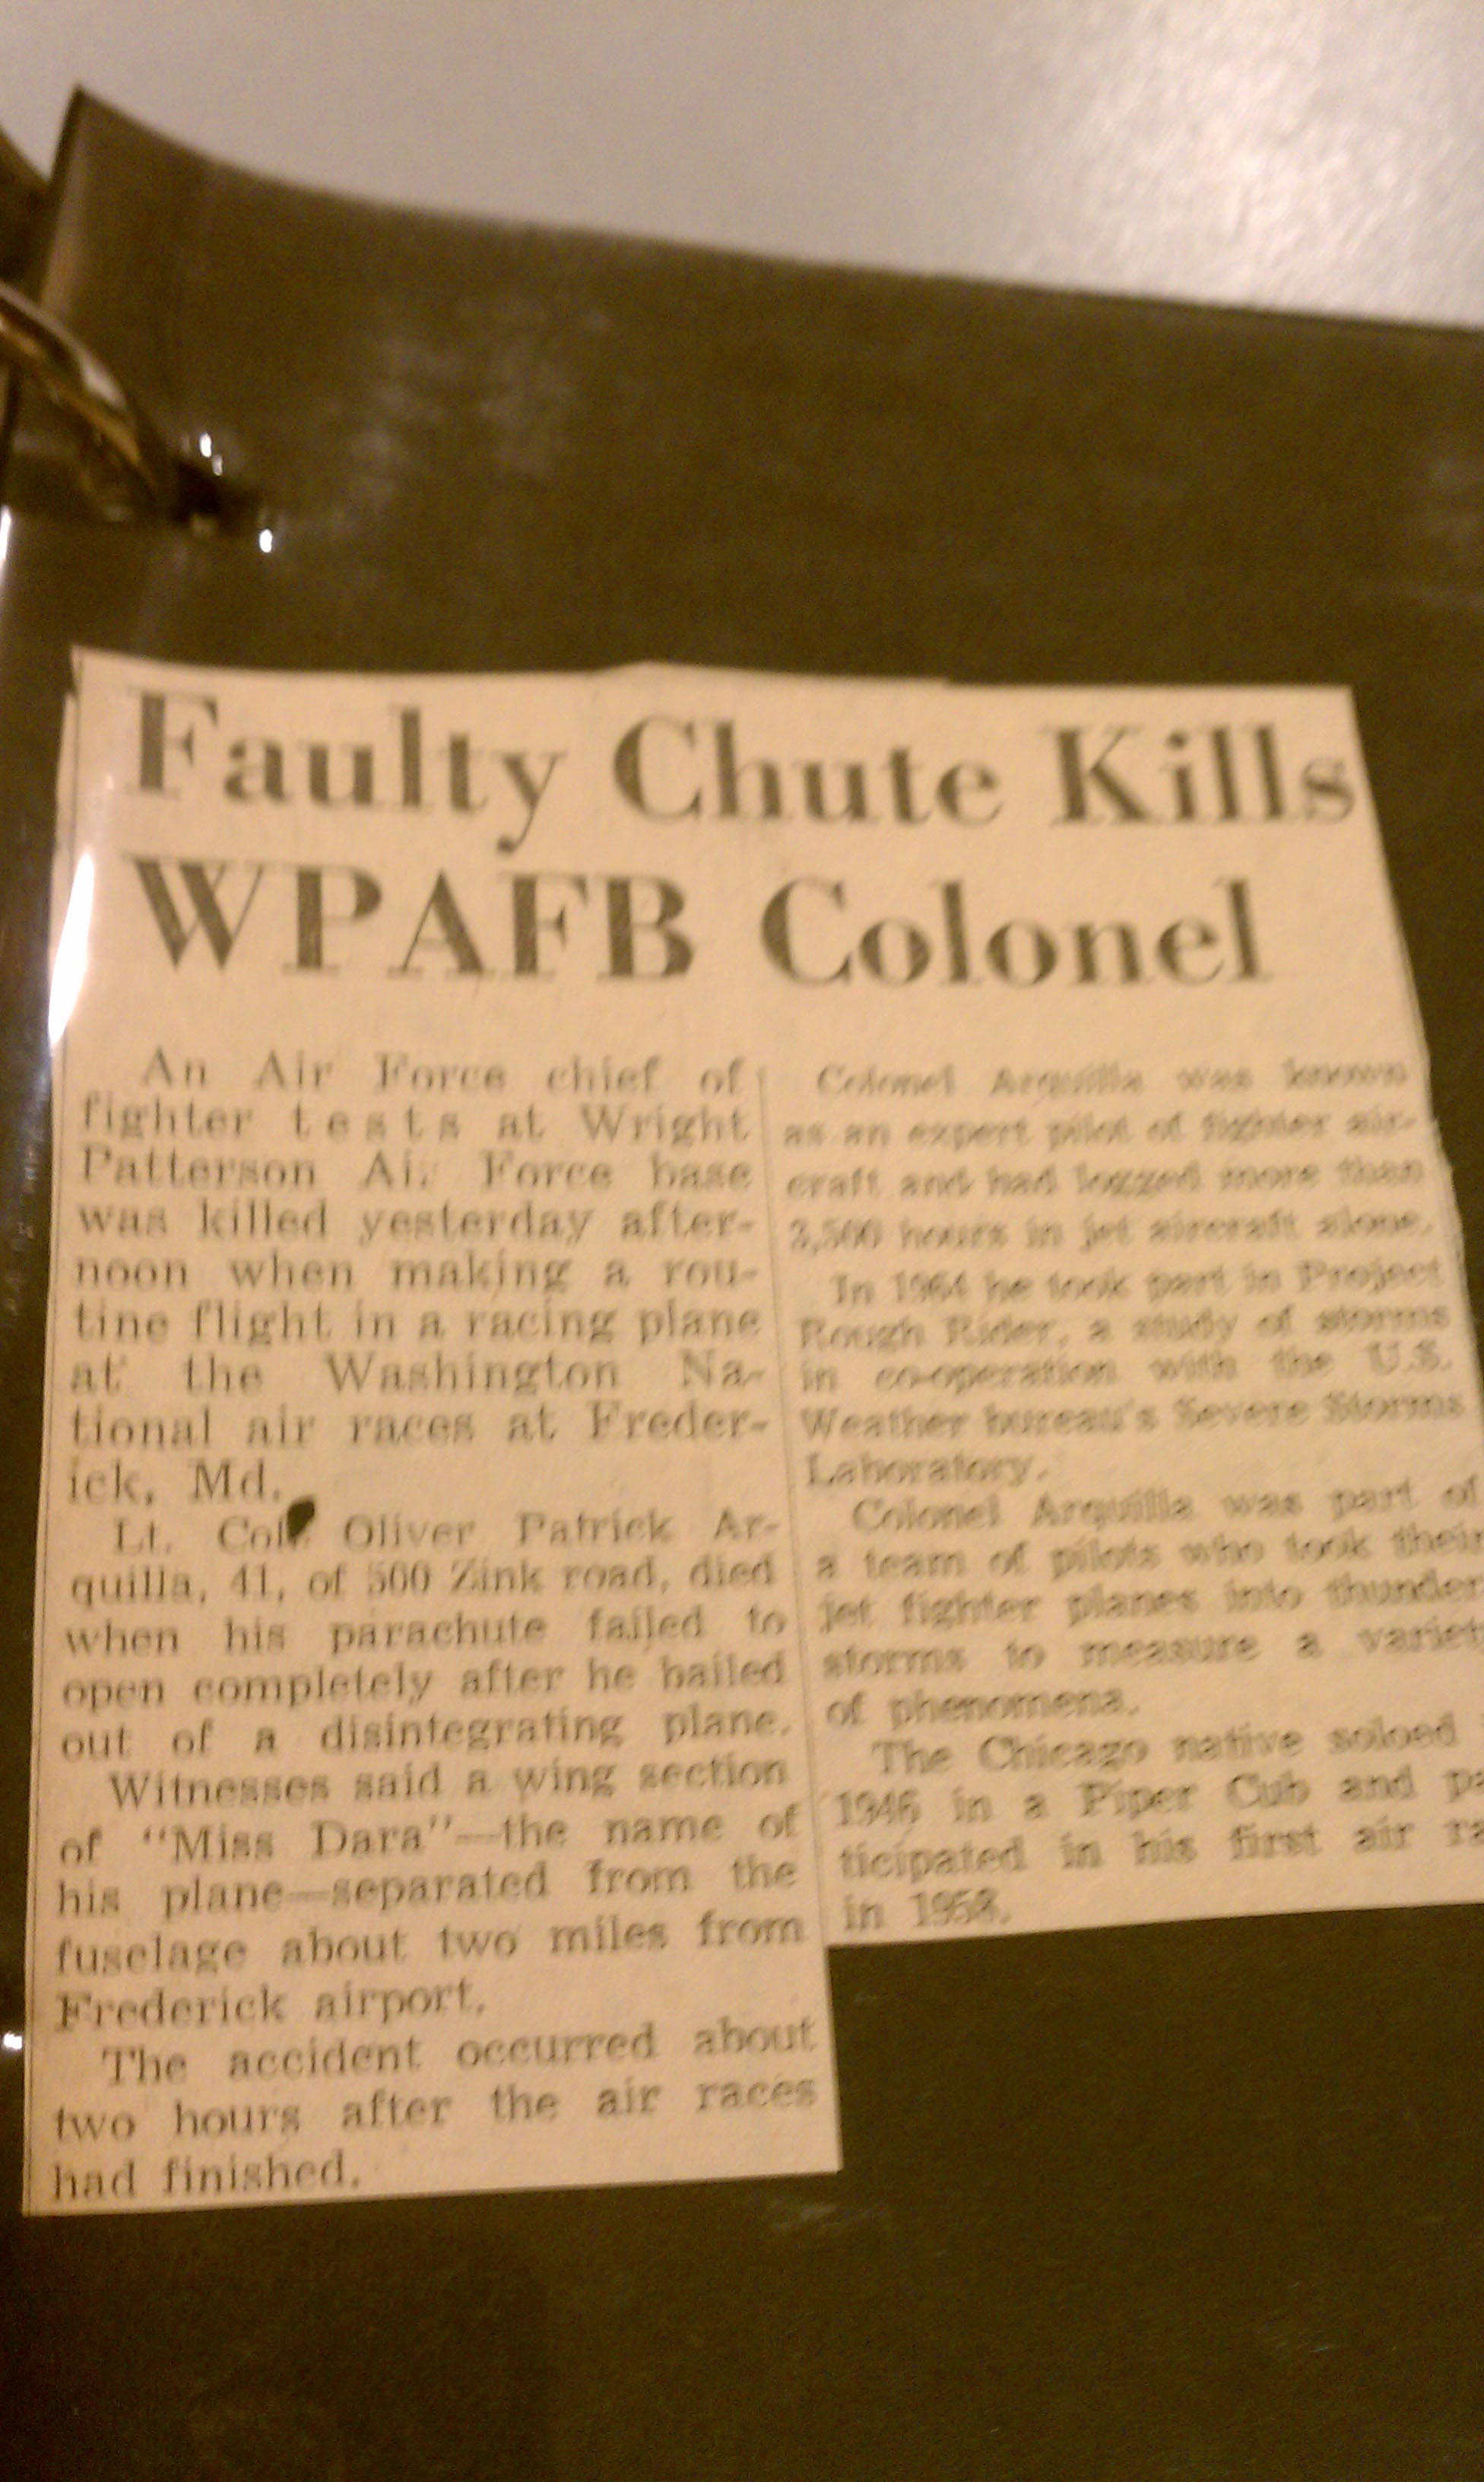 Faulty Chute Kills
WPAFB Colonel
An Air Force chief of
fighter tests at Wright
Patterson Air Force base
was killed yesterday after-
noon when making a rou-
tine flight in a racing plane
at the Washington Na-
tional air races at Freder-
ick, Md.
Lt. Col. Oliver Patrick Ar-
quilla, 41, of 500 Zink road, died
when his parachute failed to
open completely after he bailed
out of a disintegrating plane.
Witnesses said a wing section
of "Miss Dara"—the name of
his plane—separated from the
fuselage about two miles from
Frederick airport.
The accident occurred about
two hours after the air races
had finished.
Colonel Arquilla was known
as an expert pilot of fighter air-
craft and had logged more than
hours in jet aircraft alone.
In 1964 he took part in Project
Rough Rider, a study of storms
in co-operation with the U.S.
Weather bureau's Severe Storms
Laboratory.
Colonel Arquilla was part of
a team of pilots who took their
jet fighter planes into thunder
storms to measure a variet
of phenomena.
The Chicago native soloed
1946 in a Piper Cub and pa
ticipated in his first air ra
in 1958.